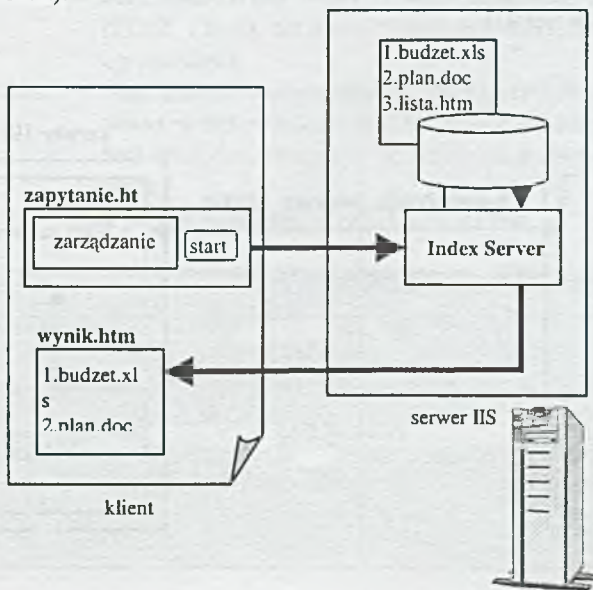 1.budzet.xls
2.plan.doc
3.lista.htm
zapytanie.ht
zarządzanie
start
Index Server
wynik.htm
1.budzet.xl
s
2.plan.doc
serwer IIS
klient